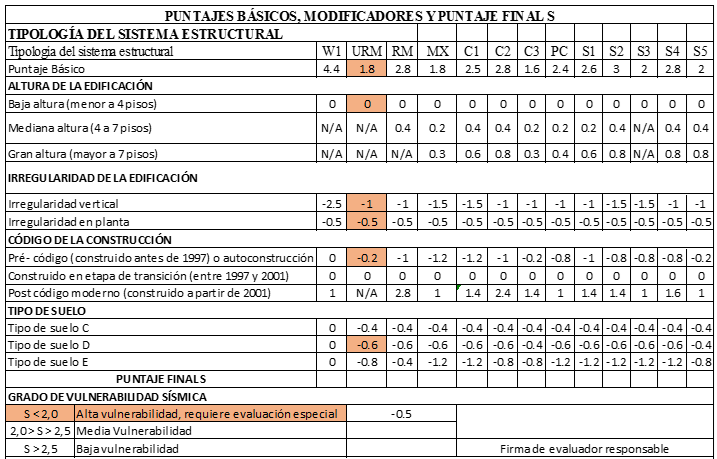 PUNTAJES BÁSICOS, MODIFICADORES Y PUNTAJE FINAL S
TIPOLOGÍA DEL SISTEMA ESTRUCTURAL
Tipología del sistema estructural W1 URM RM MX C1 C2 C3 PC S1 S2 S3 S4 S5
Puntaje Básico 4.4 1.8 2.8 1.8 2.5 2.8 1.6 2.4 2.6 3 2 2.8 2
ALTURA DE LA EDIFICACIÓN
Baja altura (menor a 4 pisos) 0 0 0 0 0 0 0 0 0 0 0 0 0
Mediana altura (4 a 7 pisos) N/A N/A 0.4 0.2 0.4 0.4 0.2 0.2 0.2 0.4 N/A 0.4 0.4
Gran altura (mayor a 7 pisos) N/A N/A N/A 0.3 0.6 0.8 0.3 0.4 0.6 0.8 N/A 0.8 0.8
IRREGULARIDAD DE LA EDIFICACIÓN
Irregularidad vertical -2.5 -1 -1 -1.5 -1.5 -1 -1 -1 -1 -1.5 -1.5 -1 -1
Irregularidad en planta -0.5 -0.5 -0.5 -0.5 -0.5 -0.5 -0.5 -0.5 -0.5 -0.5 -0.5 -0.5 -0.5
CÓDIGO DE LA CONSTRUCCIÓN
Pré- código (construido antes de 1997) o autoconstrucción 0 -0.2 -1 -1.2 -1.2 -1 -0.2 -0.8 -1 -0.8 -0.8 -0.8 -0.2
Construido en etapa de transición (entre 1997 y 2001) 0 0 0 0 0 0 0 0 0 0 0 0 0
Post código moderno (construido a partir de 2001) 1 N/A 2.8 1 1.4 2.4 1.4 1 1.4 1.4 1 1.6 1
TIPO DE SUELO
Tipo de suelo C 0 -0.4 -0.4 -0.4 -0.4 -0.4 -0.4 -0.4 -0.4 -0.4 -0.4 -0.4 -0.4
Tipo de suelo D 0 -0.6 -0.6 -0.6 -0.6 -0.6 -0.4 -0.6 -0.6 -0.6 -0.6 -0.6 -0.4
Tipo de suelo E 0 -0.8 -0.4 -1.2 -1.2 -0.8 -0.8 -1.2 -1.2 -1.2 -1.2 -1.2 -0.8
PUNTAJE FINAL S
GRADO DE VULNERABILIDAD SÍSMICA
S < 2,0 Alta vulnerabilidad, requiere evaluación especial -0.5
2,0 > S > 2,5 Media Vulnerabilidad
S > 2,5 Baja vulnerabilidad Firma de evaluador responsable